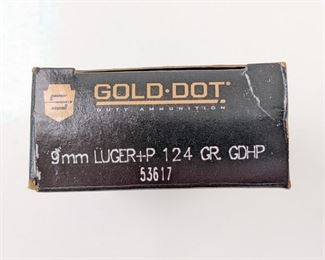 GOLD DOT®
DUTY AMMUNITION
9mm LUGER+P 124 GR. GDHP
53617